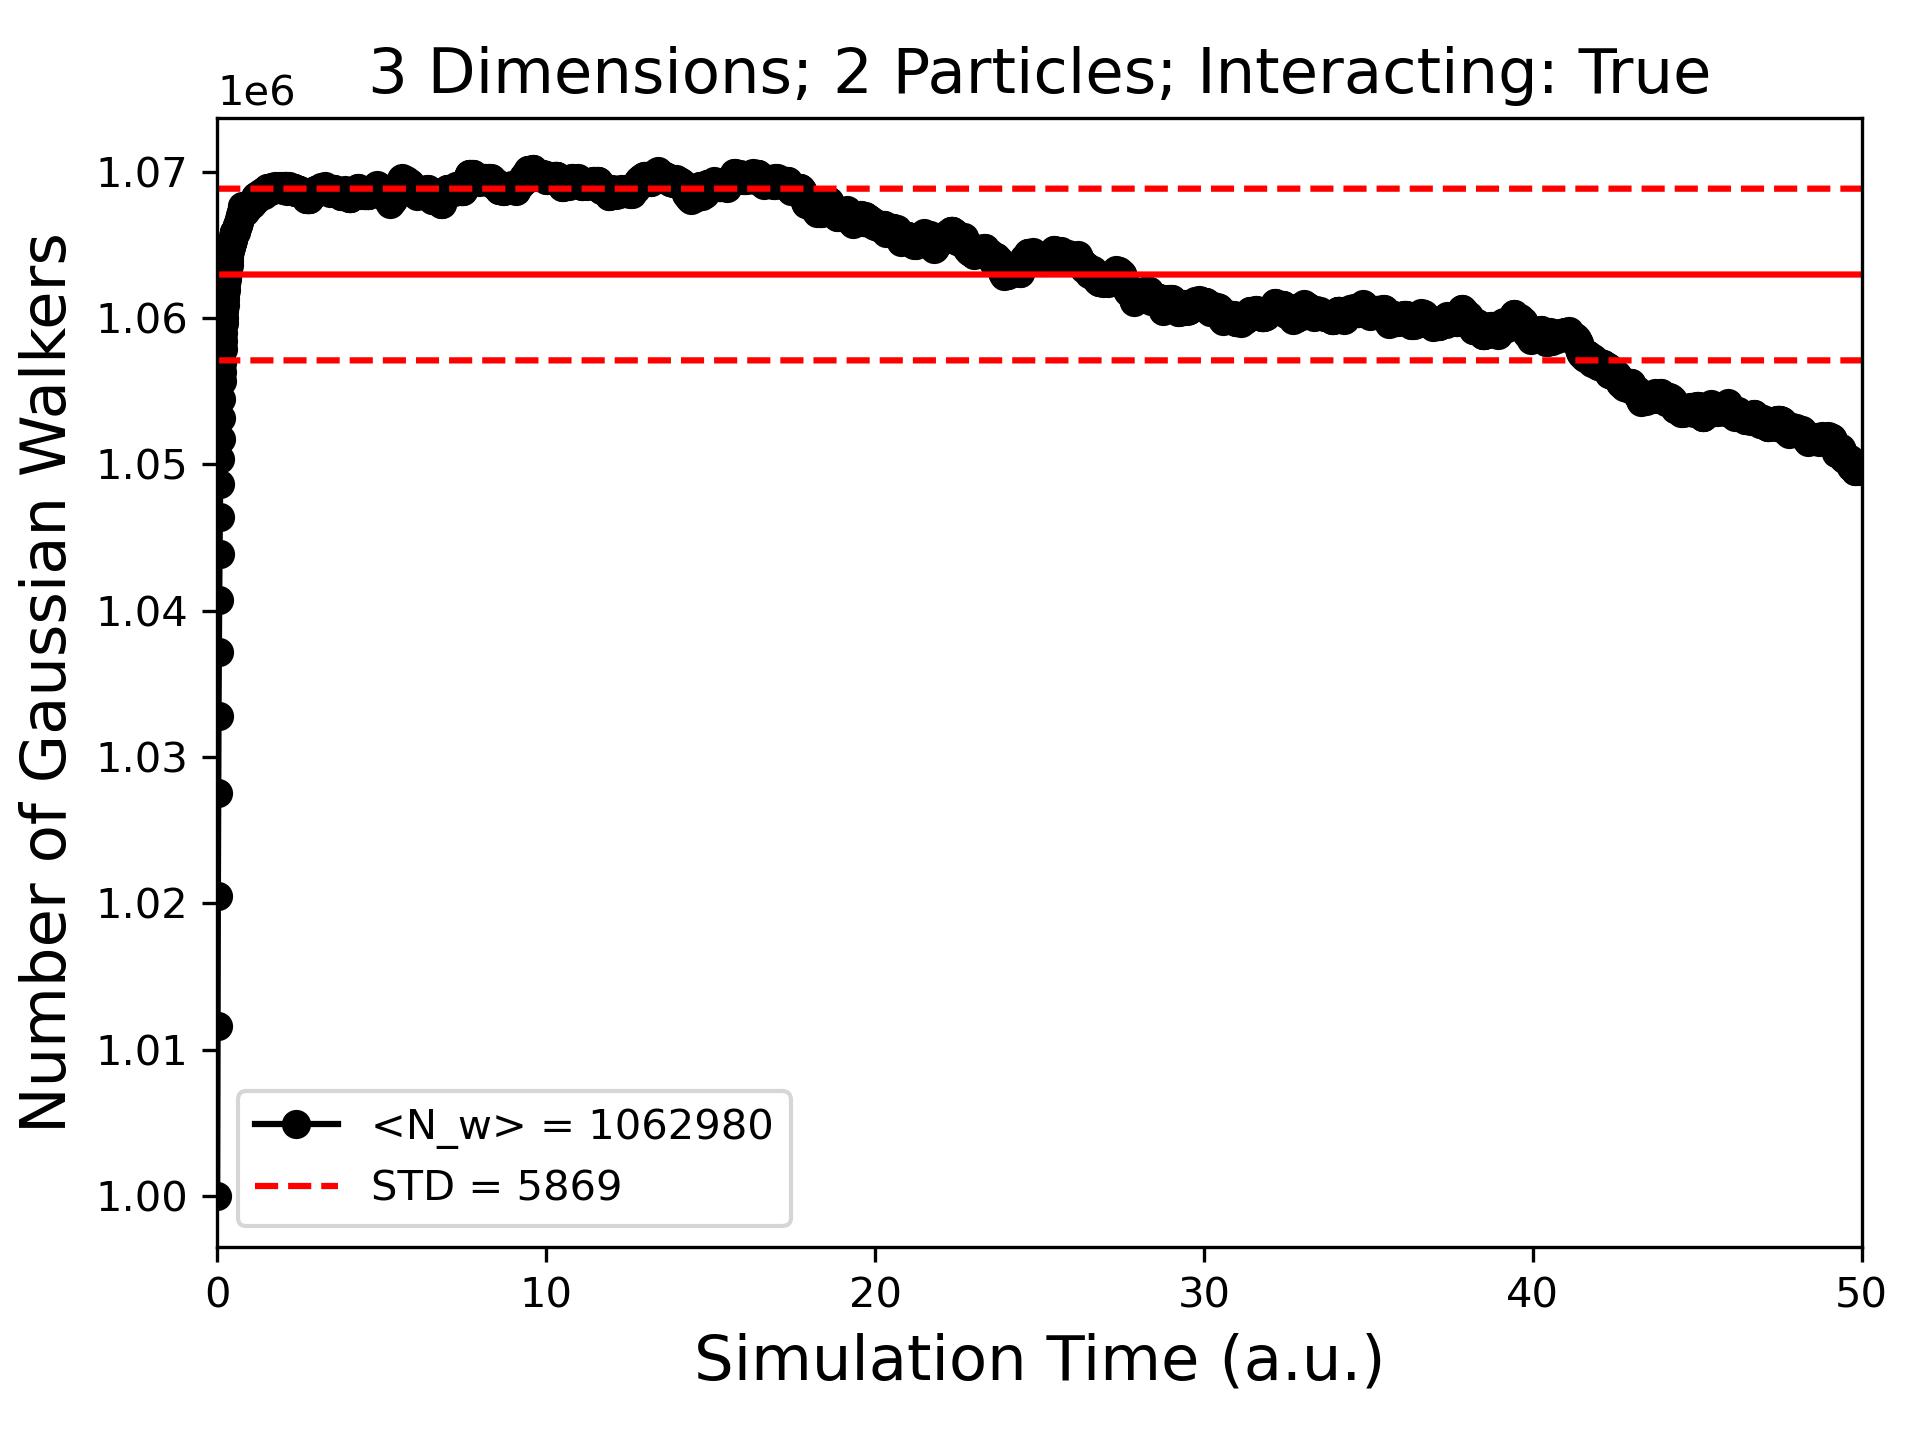 3 Dimensions; 2 Particles; Interacting: True
1e6
Number of Gaussian Walkers
1.07
1.06
1.05
1.04
1.03
1.02
1.01
1.00
<N_w> = 1062980
STD = 5869
0 10 20 30 40 50
Simulation Time (a.u.)